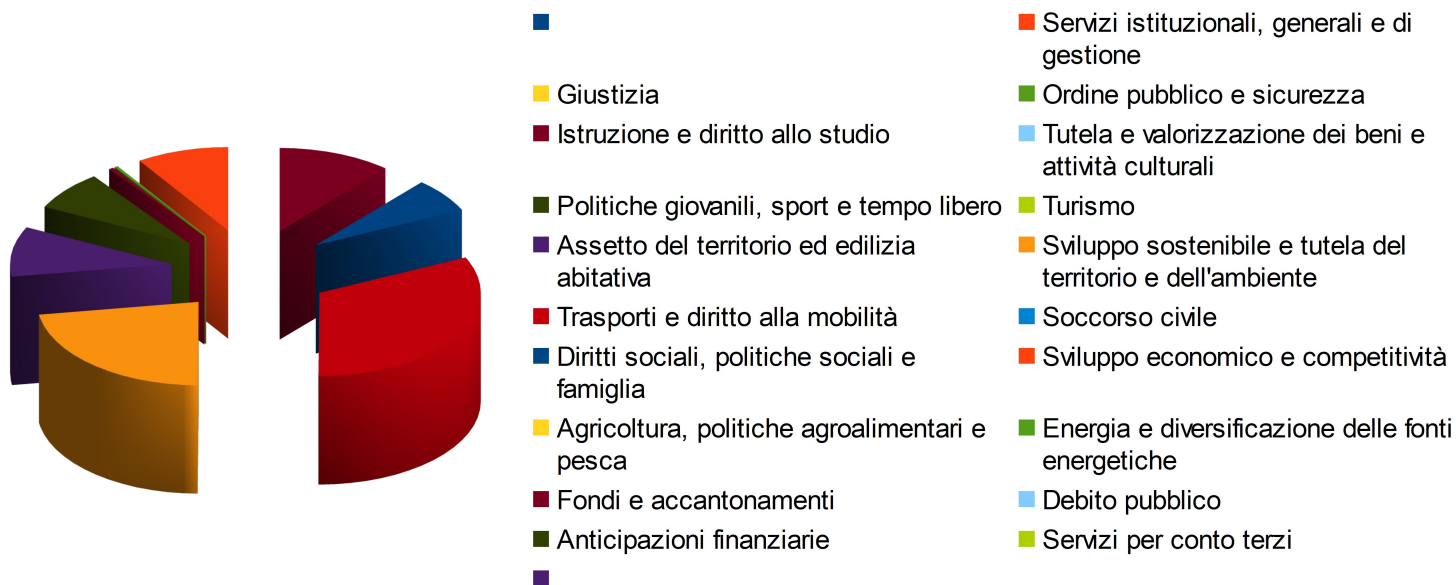 Servizi istituzionali, generali e di
gestione
Giustizia
Ordine pubblico e sicurezza
Istruzione e diritto allo studio
Tutela e valorizzazione dei beni e
attività culturali
Politiche giovanili, sport e tempo libero
Turismo
Assetto del territorio ed edilizia
abitativa
Sviluppo sostenibile e tutela del
territorio e dell'ambiente
Trasporti e diritto alla mobilità
Soccorso civile
Diritti sociali, politiche sociali e
famiglia
Sviluppo economico e competitività
Agricoltura, politiche agroalimentari e
pesca
Energia e diversificazione delle fonti
energetiche
Fondi e accantonamenti
Debito pubblico
Anticipazioni finanziarie
Servizi per conto terzi